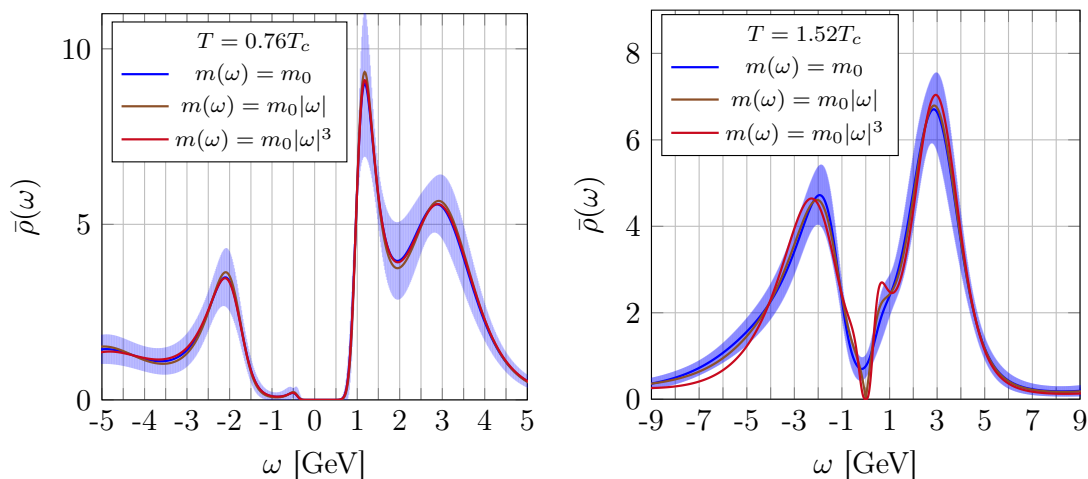 T = 0.76T_c
m(ω) = m_0
m(ω) = m_0|ω|
m(ω) = m_0|ω|^3
ρ̄(ω)
10
5
0
-5 -4 -3 -2 -1 0 1 2 3 4 5
ω [GeV]
T = 1.52T_c
m(ω) = m_0
m(ω) = m_0|ω|
m(ω) = m_0|ω|^3
ρ̄(ω)
8
6
4
2
0
-9 -7 -5 -3 -1 1 3 5 7 9
ω [GeV]